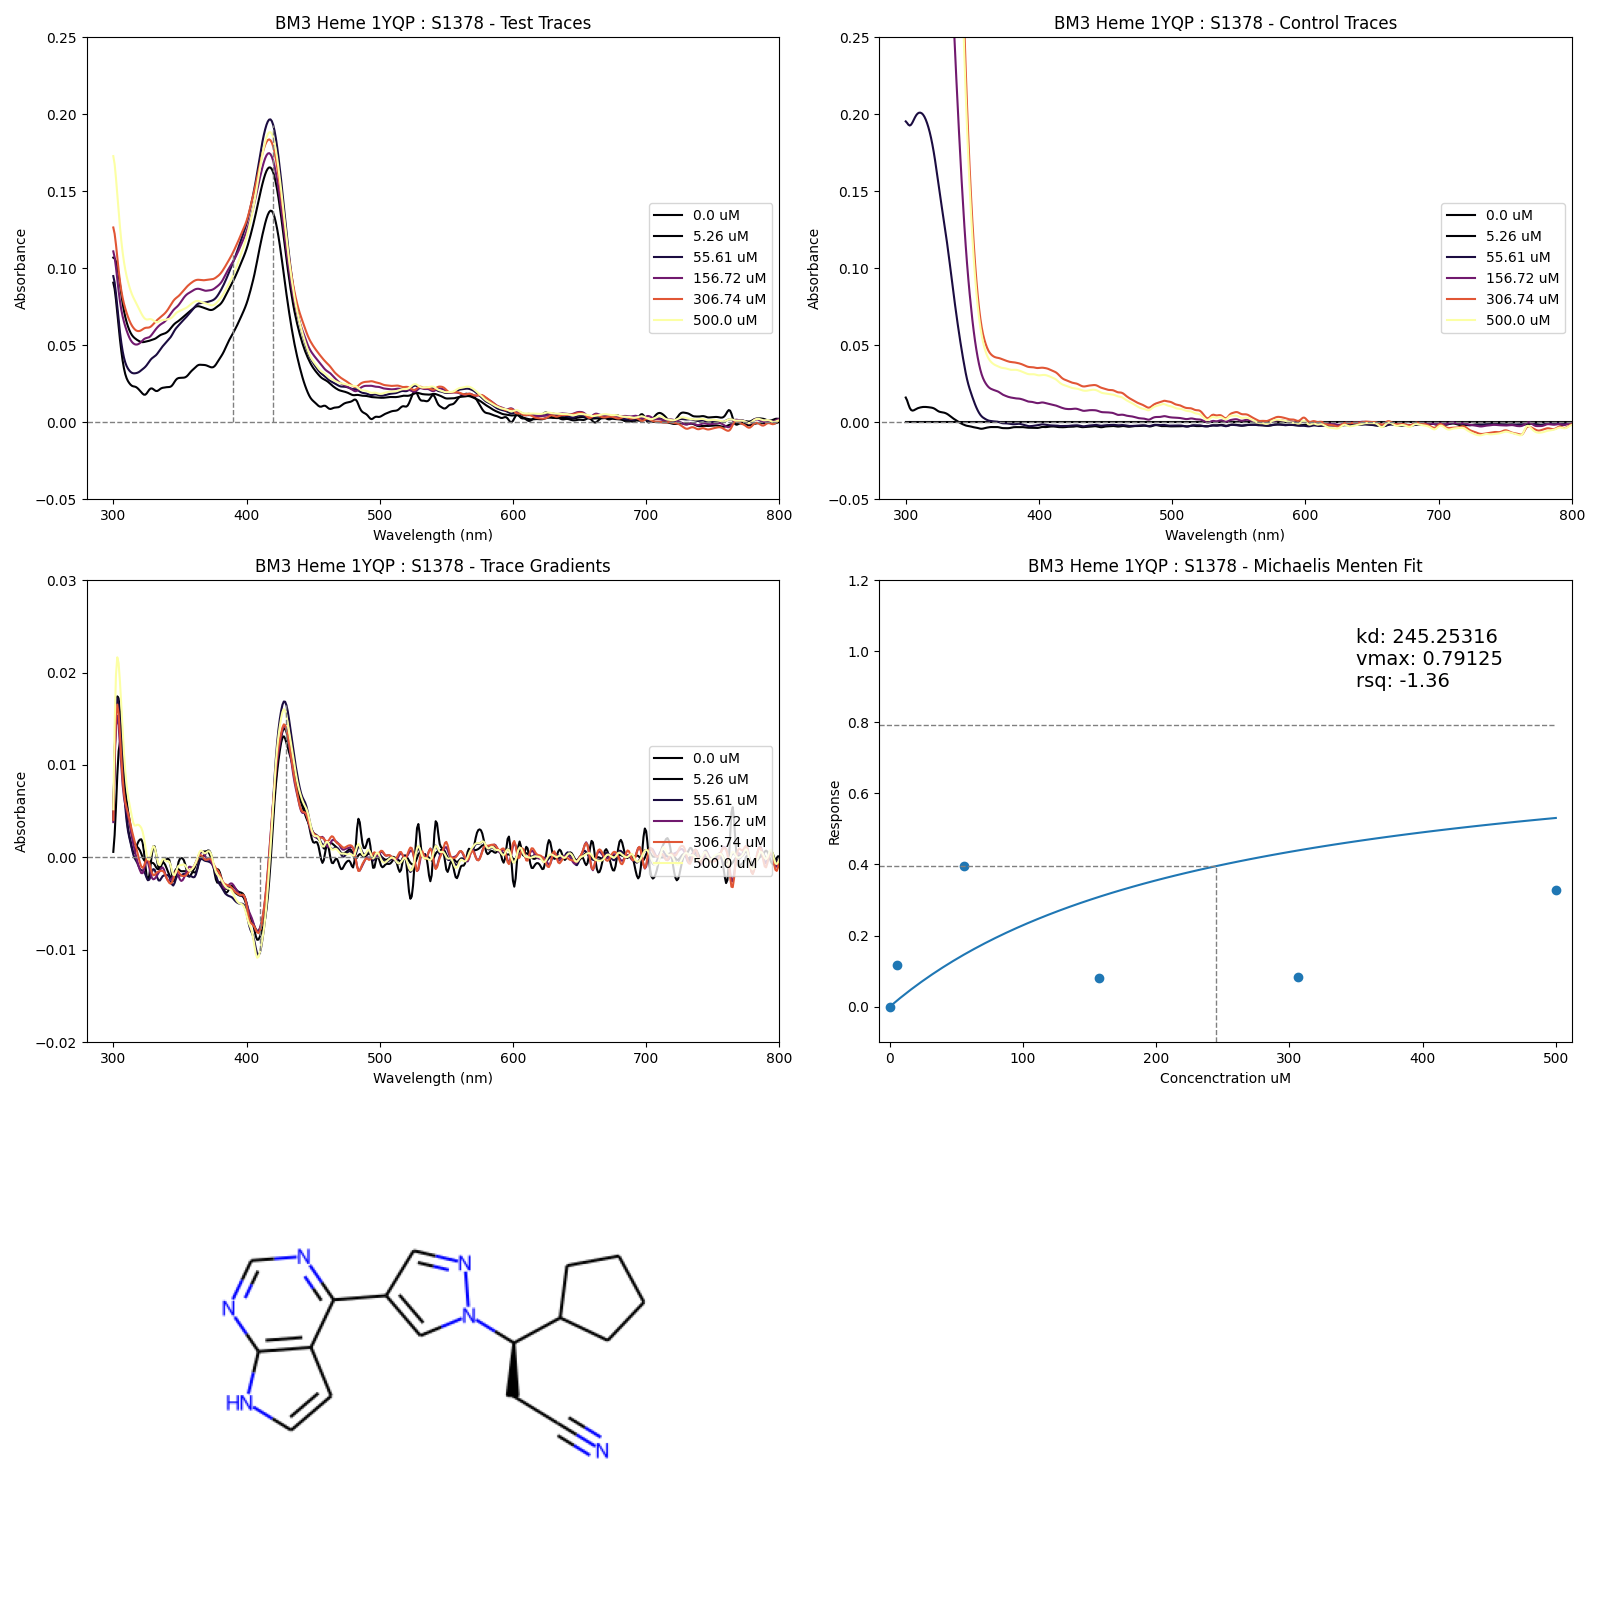 BM3 Heme 1YQP : S1378 - Test Traces
0.25
0.20
0.15
0.10
0.05
0.00
−0.05
Absorbance
300 400 500 600 700 800
Wavelength (nm)
0.0 uM
5.26 uM
55.61 uM
156.72 uM
306.74 uM
500.0 uM
BM3 Heme 1YQP : S1378 - Control Traces
0.25
0.20
0.15
0.10
0.05
0.00
−0.05
Absorbance
300 400 500 600 700 800
Wavelength (nm)
0.0 uM
5.26 uM
55.61 uM
156.72 uM
306.74 uM
500.0 uM
BM3 Heme 1YQP : S1378 - Trace Gradients
0.03
0.02
0.01
0.00
−0.01
−0.02
Absorbance
300 400 500 600 700 800
Wavelength (nm)
0.0 uM
5.26 uM
55.61 uM
156.72 uM
306.74 uM
500.0 uM
BM3 Heme 1YQP : S1378 - Michaelis Menten Fit
1.2
1.0
0.8
0.6
0.4
0.2
0.0
Response
kd: 245.25316
vmax: 0.79125
rsq: -1.36
0 100 200 300 400 500
Concenctration uM
N
N
N
N
HN
N